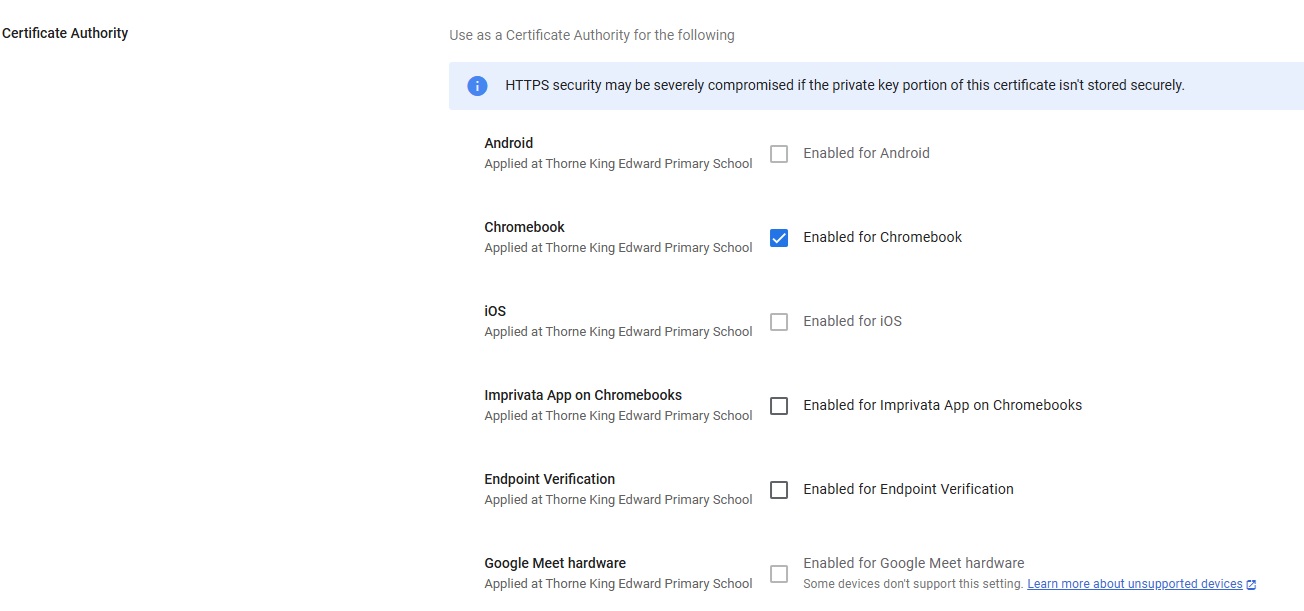 Certificate Authority
Use as a Certificate Authority for the following
HTTPS security may be severely compromised if the private key portion of this certificate isn't stored securely.
Android
Applied at Thorne King Edward Primary School
Enabled for Android
Chromebook
Applied at Thorne King Edward Primary School
Enabled for Chromebook
iOS
Applied at Thorne King Edward Primary School
Enabled for iOS
Imprivata App on Chromebooks
Applied at Thorne King Edward Primary School
Enabled for Imprivata App on Chromebooks
Endpoint Verification
Applied at Thorne King Edward Primary School
Enabled for Endpoint Verification
Google Meet hardware
Applied at Thorne King Edward Primary School
Enabled for Google Meet hardware
Some devices don't support this setting. Learn more about unsupported devices